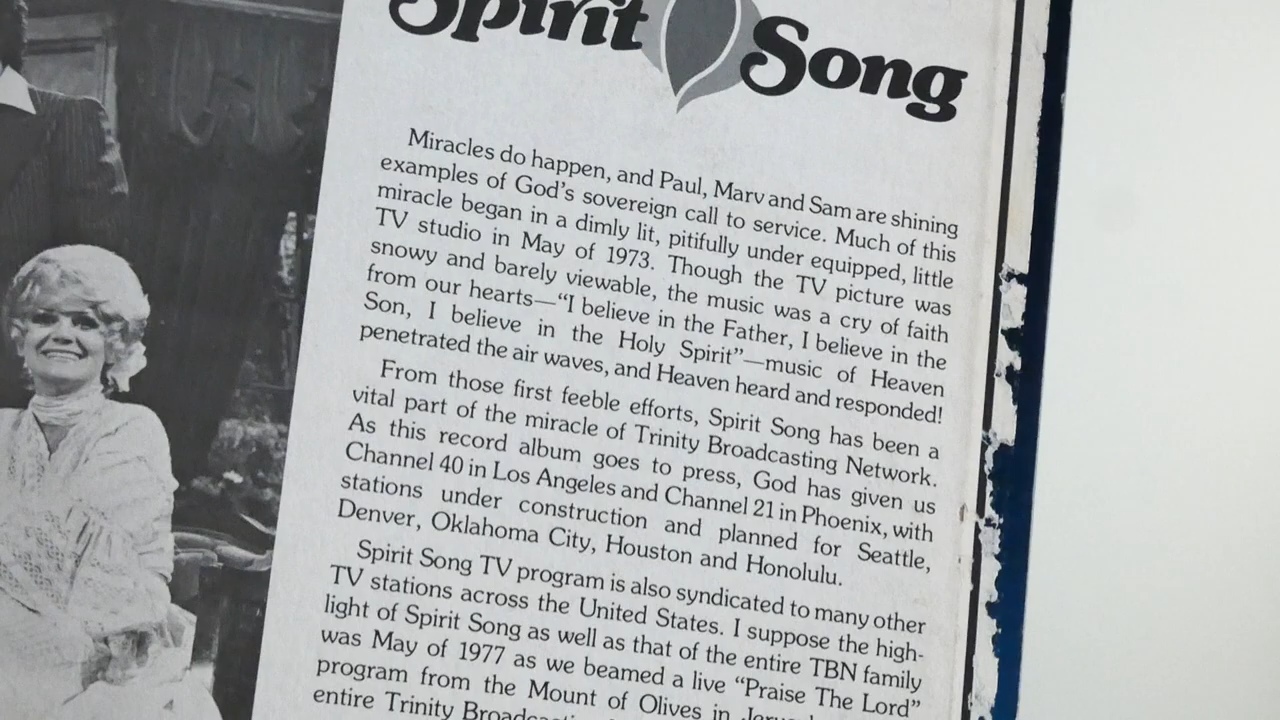 Spirit Song
Miracles do happen, and Paul, Marv and Sam are shining
examples of God's sovereign call to service. Much of this
miracle began in a dimly lit, pitifully under equipped, little
TV studio in May of 1973. Though the TV picture was
snowy and barely viewable, the music was a cry of faith
from our hearts—"I believe in the Father, I believe in the
Son, I believe in the Holy Spirit"—music of Heaven
penetrated the air waves, and Heaven heard and responded!
From those first feeble efforts, Spirit Song has been a
vital part of the miracle of Trinity Broadcasting Network.
As this record album goes to press, God has given us
Channel 40 in Los Angeles and Channel 21 in Phoenix, with
stations under construction and planned for Seattle,
Denver, Oklahoma City, Houston and Honolulu.
Spirit Song TV program is also syndicated to many other
TV stations across the United States. I suppose the high-
light of Spirit Song as well as that of the entire TBN family
was May of 1977 as we beamed a live "Praise The Lord"
program from the Mount of Olives in
entire Trinity